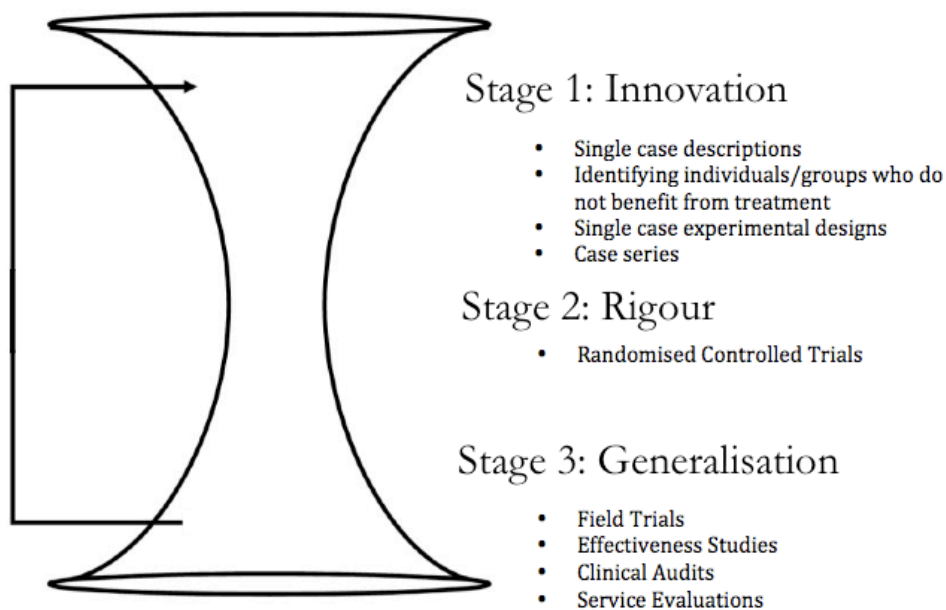 Stage 1: Innovation
• Single case descriptions
• Identifying individuals/groups who do
not benefit from treatment
• Single case experimental designs
• Case series
Stage 2: Rigour
• Randomised Controlled Trials
Stage 3: Generalisation
• Field Trials
• Effectiveness Studies
• Clinical Audits
• Service Evaluations